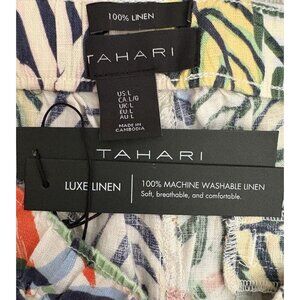 100% LINEN
TAHARI
US L
CA L/G
UK L
EU L
AU L
MADE IN
CAMBODIA
TAHARI
LUXE LINEN
100% MACHINE WASHABLE LINEN
Soft, breathable, and comfortable.